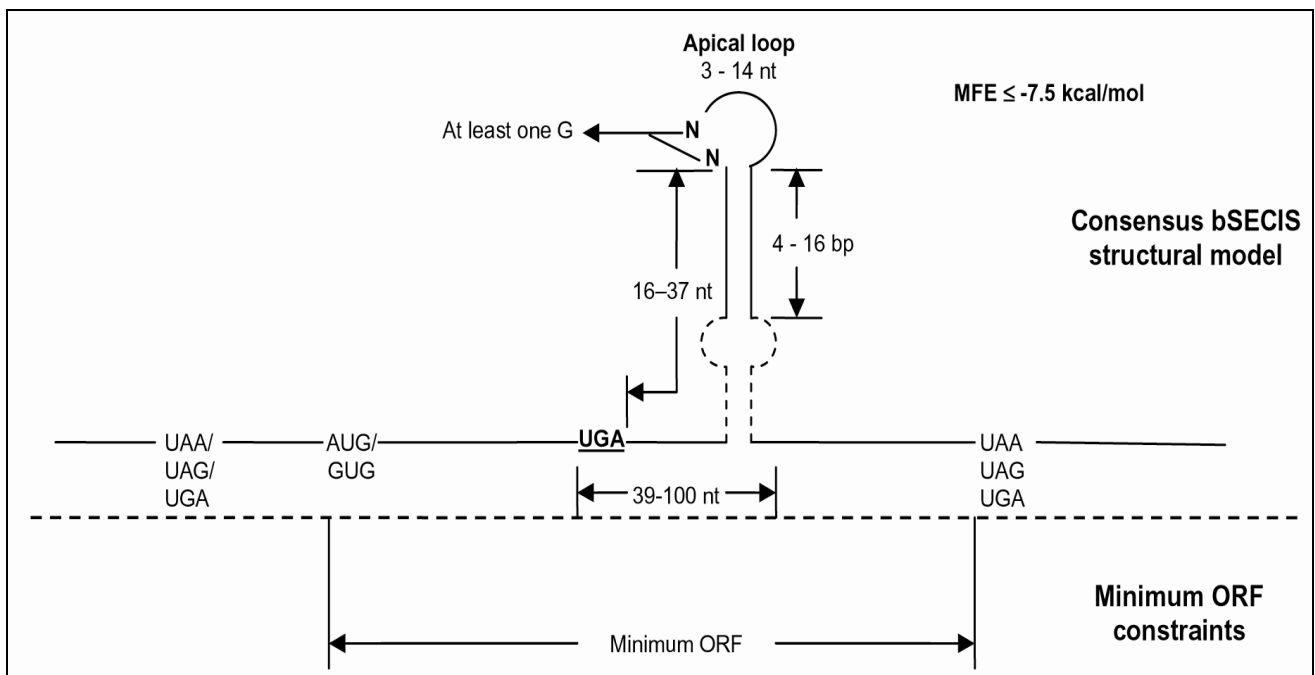 Apical loop
3 - 14 nt
MFE ≤ -7.5 kcal/mol
At least one G
N
N
Consensus bSECIS
structural model
4 - 16 bp
16–37 nt
UAA/
UAG/
UGA
AUG/
GUG
UGA
UAA
UAG
UGA
39-100 nt
Minimum ORF
constraints
Minimum ORF